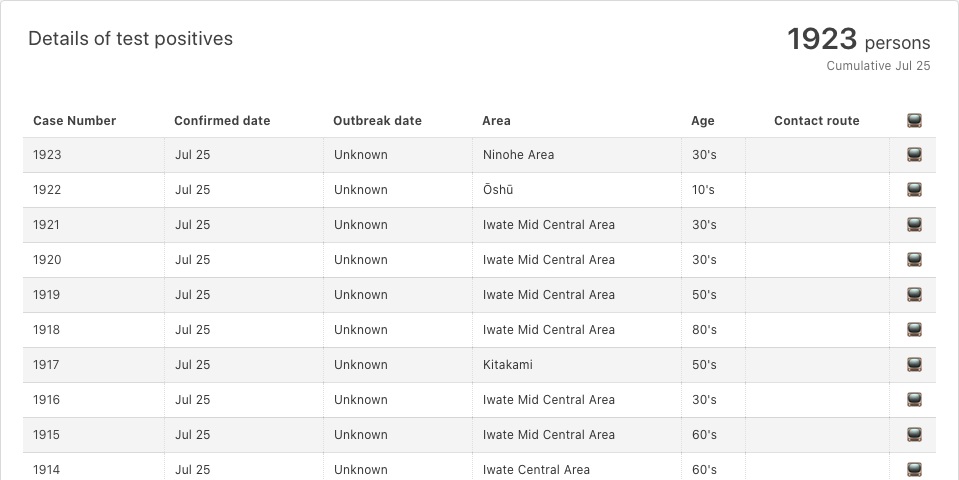 Details of test positives
1923 persons
Cumulative Jul 25
Case Number Confirmed date Outbreak date Area Age Contact route
1923 Jul 25 Unknown Ninohe Area 30's
1922 Jul 25 Unknown Ōshū 10's
1921 Jul 25 Unknown Iwate Mid Central Area 30's
1920 Jul 25 Unknown Iwate Mid Central Area 30's
1919 Jul 25 Unknown Iwate Mid Central Area 50's
1918 Jul 25 Unknown Iwate Mid Central Area 80's
1917 Jul 25 Unknown Kitakami 50's
1916 Jul 25 Unknown Iwate Mid Central Area 30's
1915 Jul 25 Unknown Iwate Mid Central Area 60's
1914 Jul 25 Unknown Iwate Central Area 60's